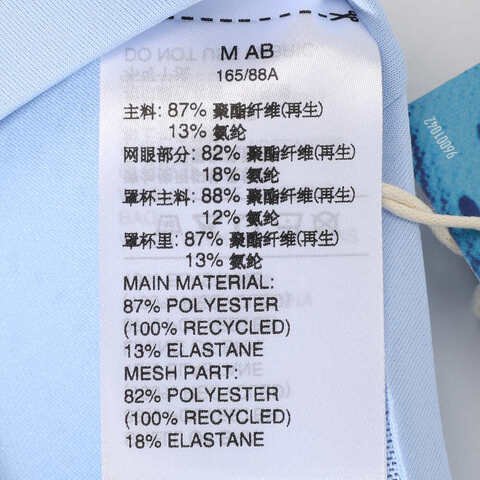 M AB
165/88A
主料: 87% 聚酯纤维(再生)
13% 氨纶
网眼部分: 82% 聚酯纤维(再生)
18% 氨纶
罩杯主料: 88% 聚酯纤维(再生)
12% 氨纶
罩杯里: 87% 聚酯纤维(再生)
13% 氨纶
MAIN MATERIAL:
87% POLYESTER
(100% RECYCLED)
13% ELASTANE
MESH PART:
82% POLYESTER
(100% RECYCLED)
18% ELASTANE
96001042